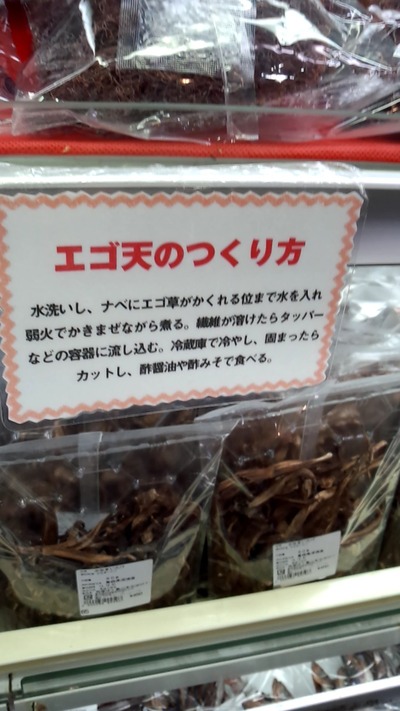 エゴ天のつくり方
水洗いし、ナベにエゴ草がかくれる位まで水を入れ
弱火でかきまぜながら煮る。繊維が溶けたらタッパー
などの容器に流し込む。冷蔵庫で冷やし、固まったら
カットし、酢醤油や酢みそで食べる。